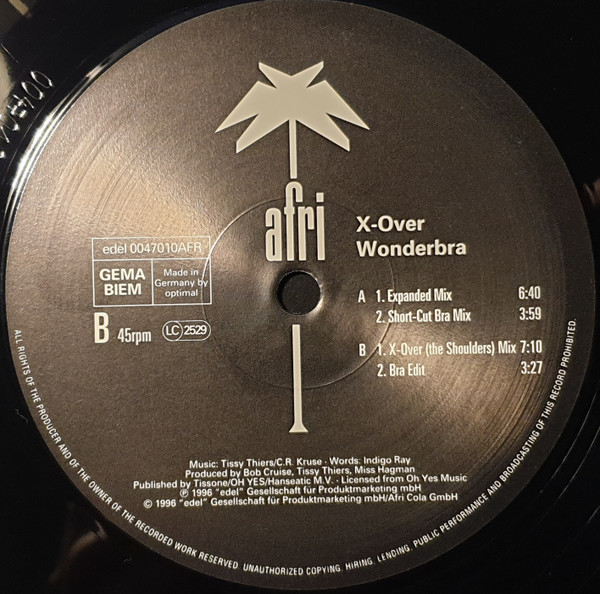 afri
X-Over
Wonderbra
edel 0047010AFR
GEMA
BIEM
Made in
Germany by
optimal
B 45rpm LC 2529
A 1. Expanded Mix 6:40
2. Short-Cut Bra Mix 3:59
B 1. X-Over (the Shoulders) Mix 7:10
2. Bra Edit 3:27
Music: Tissy Thiers/C.R. Kruse · Words: Indigo Ray
Produced by Bob Cruise, Tissy Thiers, Miss Hagman
Published by Tissone/OH YES/Hanseatic M.V. · Licensed from Oh Yes Music
℗ 1996 "edel" Gesellschaft für Produktmarketing mbH
© 1996 "edel" Gesellschaft für Produktmarketing mbH/Afri Cola GmbH
ALL RIGHTS OF THE PRODUCER AND OF THE OWNER OF THE RECORDED WORK RESERVED. UNAUTHORIZED COPYING. HIRING. LENDING. PUBLIC PERFORMANCE AND BROADCASTING OF THIS RECORD PROHIBITED.